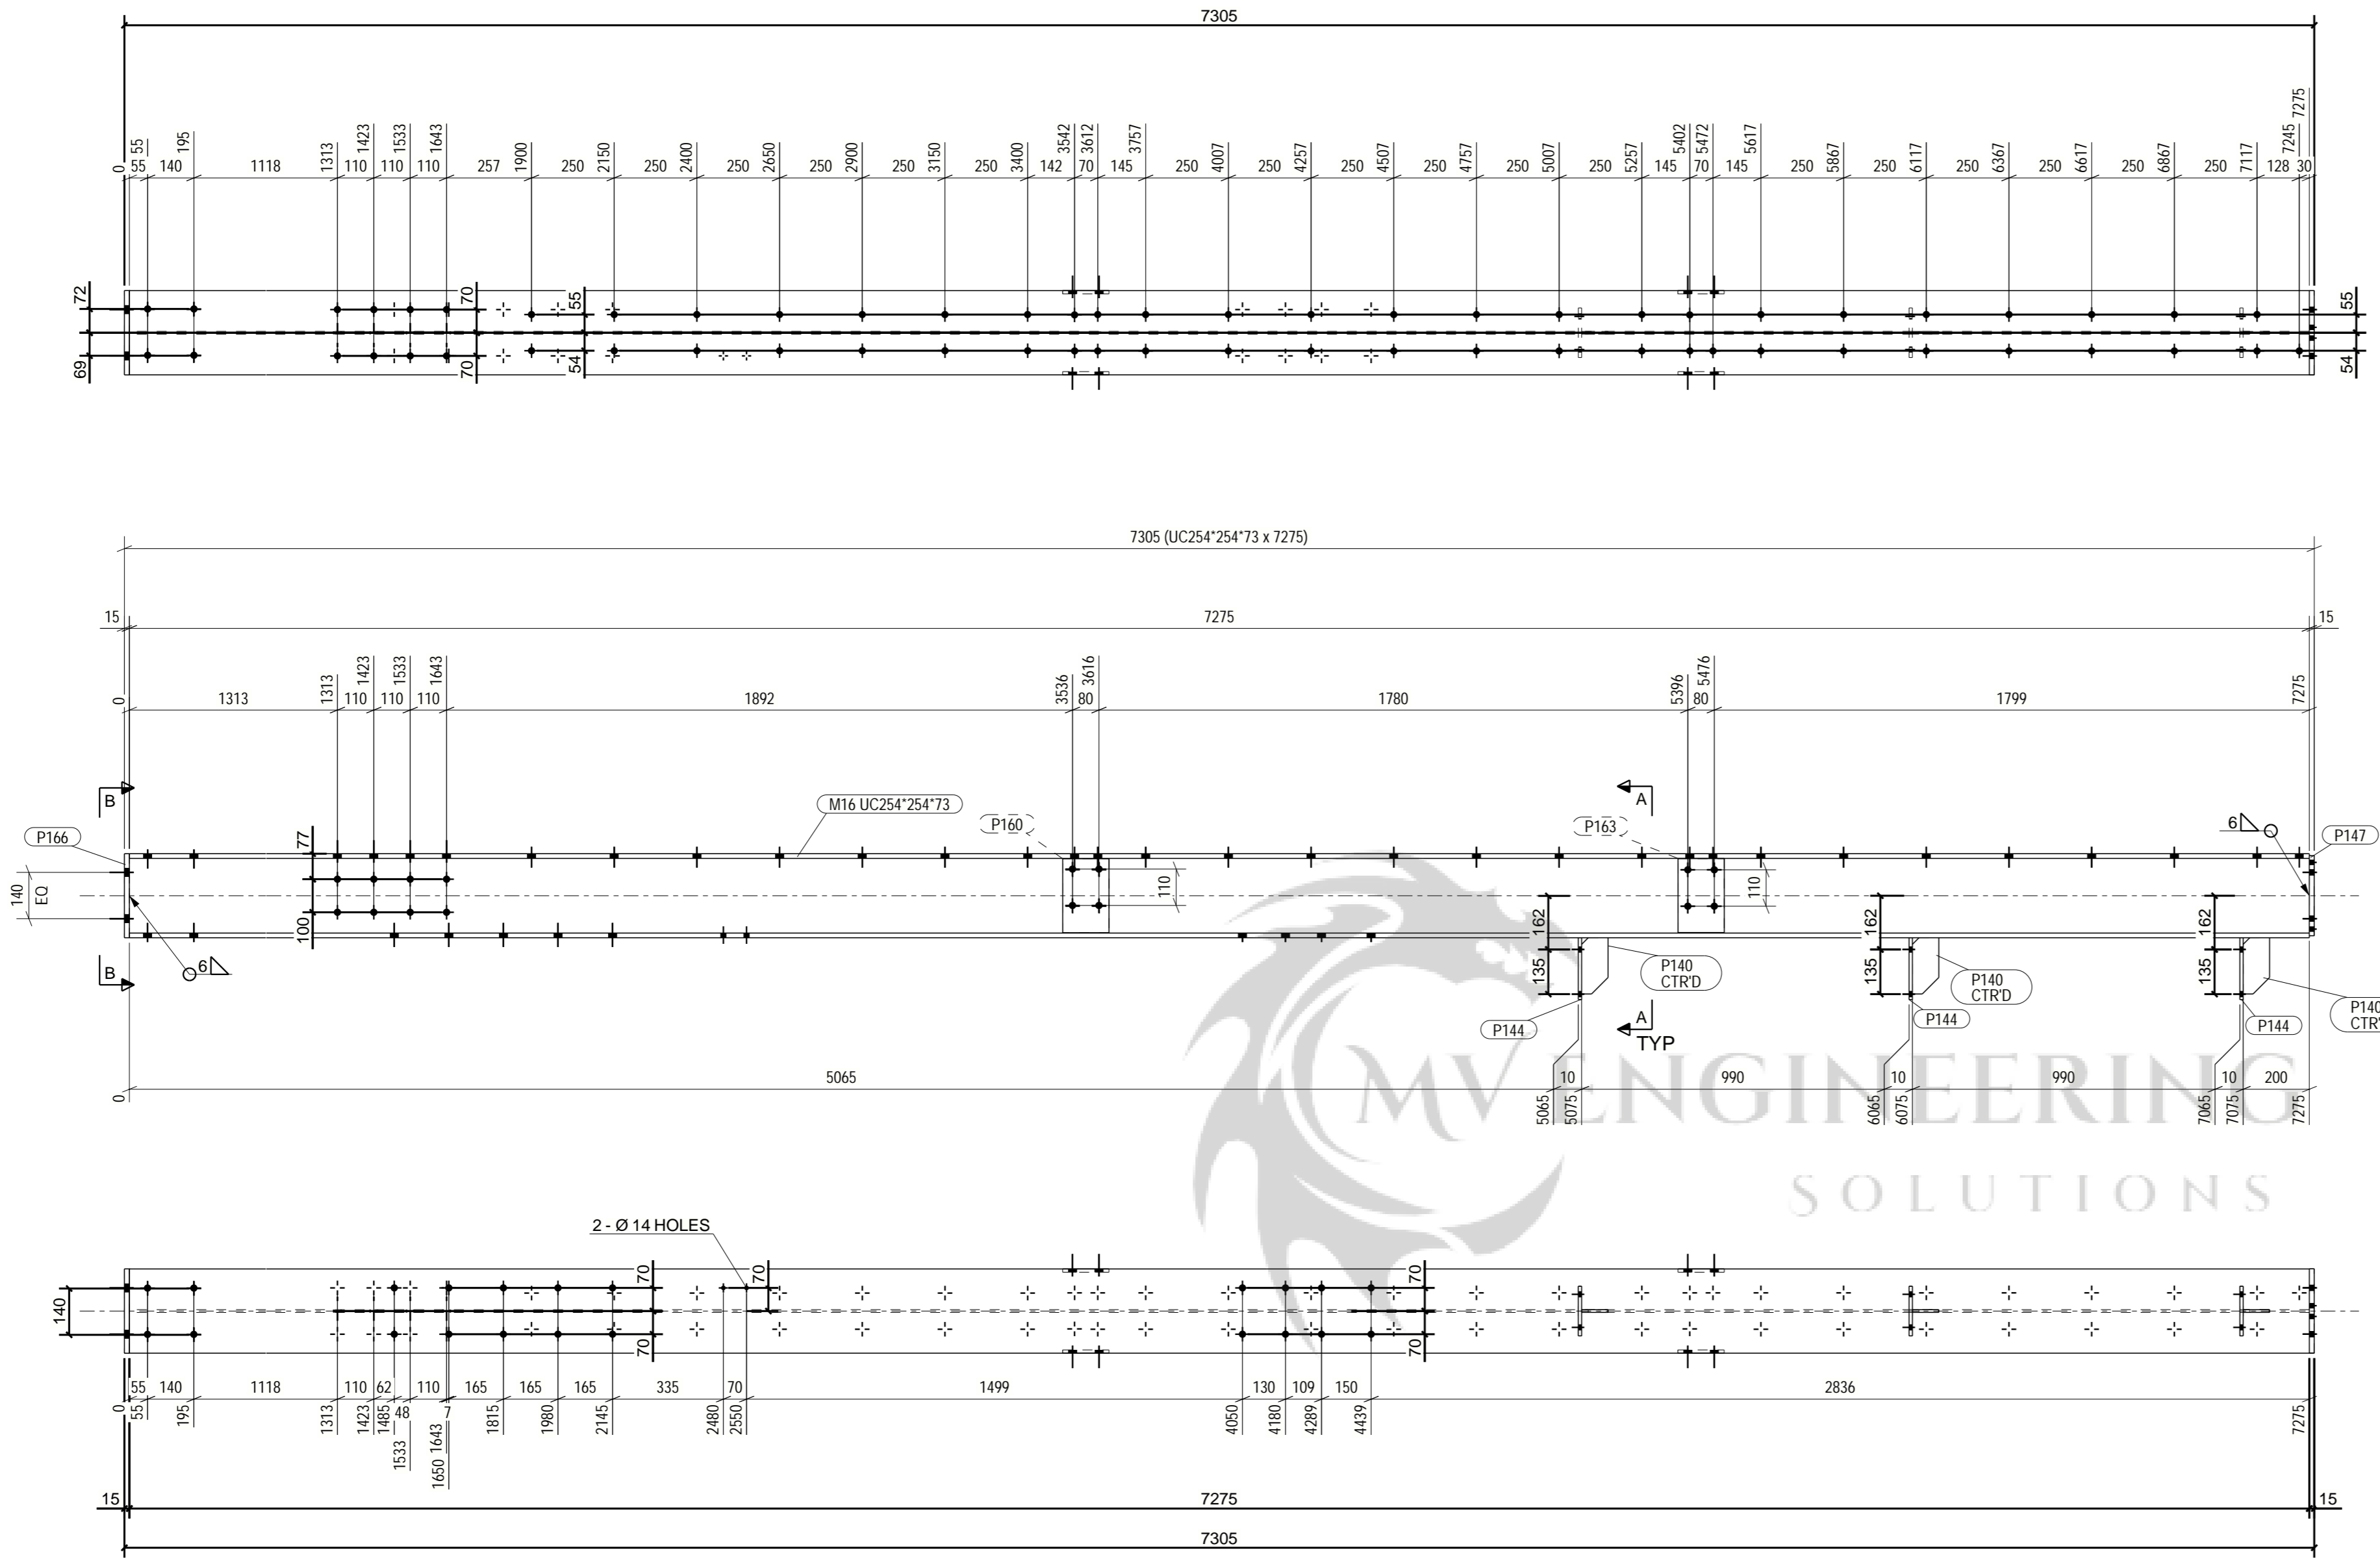 7305
0 55 195 1313 1423 1533 1643 1900 2150 2400 2650 2900 3150 3400 3542 3612 3757 4007 4257 4507 4757 5007 5257 5402 5472 5617 5867 6117 6367 6617 6867 7117 7245 7275
55 140 1118 110 110 110 257 250 250 250 250 250 250 142 70 145 250 250 250 250 250 250 145 70 145 250 250 250 250 250 250 128 30
72 70 55 55
69 70 54 54
7305 (UC254*254*73 x 7275)
15 7275 15
0 1313 1423 1533 1643 3536 3616 5396 5476 7275
1313 110 110 110 1892 80 1780 80 1799
B A
M16 UC254*254*73
P160 P163
6
P166 P147
77
140
EQ
110 110
100
162 162 162
135 135 135
B 6
P140
CTR'D
P140
CTR'D
P140
CTR'
P144 P144 P144
A
TYP
MV ENGINEERING
SOLUTIONS
5065 10 990 10 990 10 200
0 5065 5075 6065 6075 7065 7075 7275
2 - Ø 14 HOLES
140 70 70 70
70 70
55 140 1118 110 62 110 165 165 165 335 70 1499 130 109 150 2836
48 7
0 55 195 1313 1423 1485 1533 1650 1643 1815 1980 2145 2480 2550 4050 4180 4289 4439 7275
15 7275 15
7305